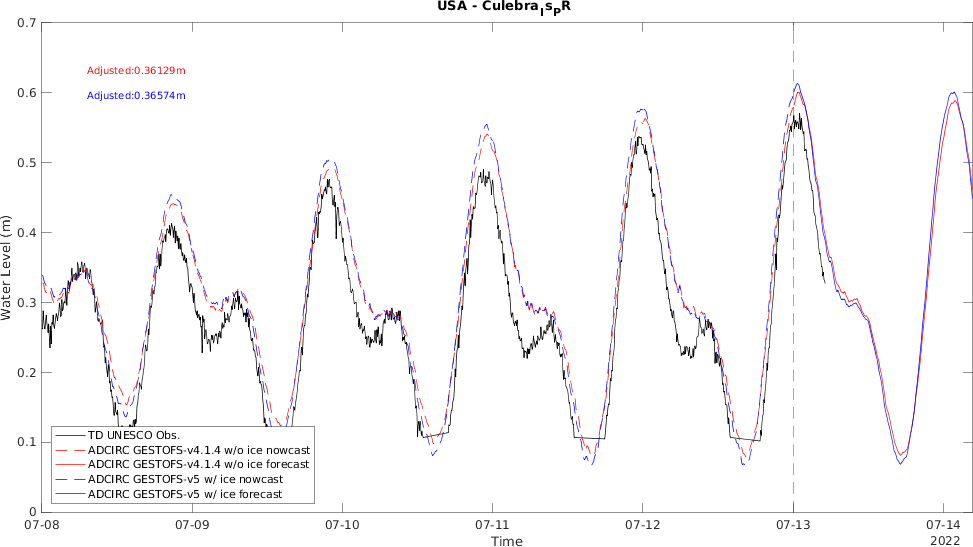 USA - CulebraIsPR
0.7
0.6
0.5
0.4
0.3
0.2
0.1
0
Water Level (m)
Adjusted:0.36129m
Adjusted:0.36574m
TD UNESCO Obs.
ADCIRC GESTOFS-v4.1.4 w/o ice nowcast
ADCIRC GESTOFS-v4.1.4 w/o ice forecast
ADCIRC GESTOFS-v5 w/ ice nowcast
ADCIRC GESTOFS-v5 w/ ice forecast
07-08 07-09 07-10 07-11 07-12 07-13 07-14
Time 2022